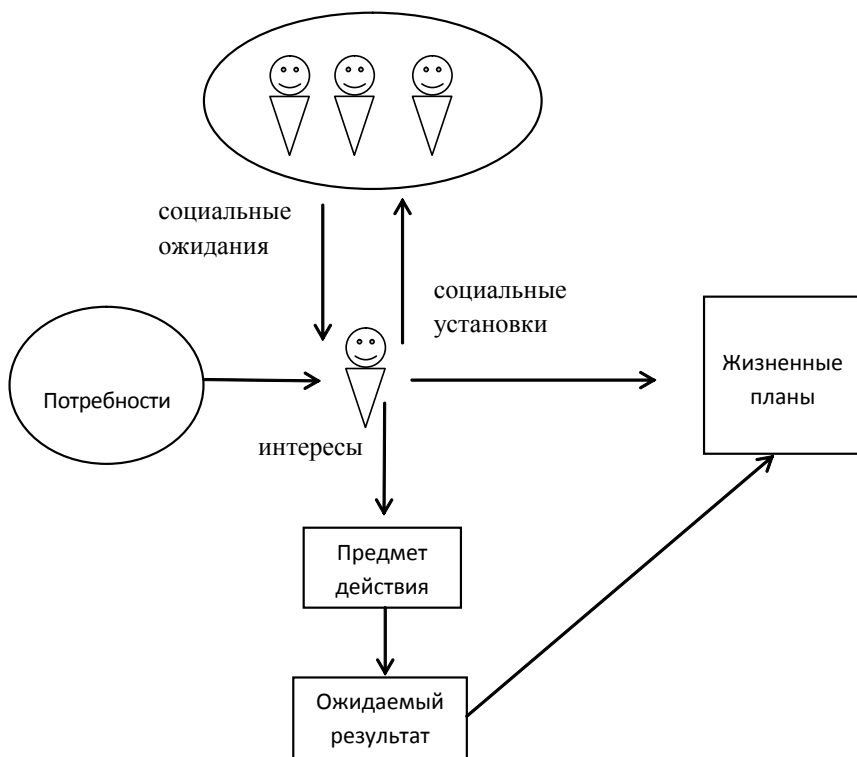 социальные
ожидания
социальные
установки
Потребности
Жизненные
планы
интересы
Предмет
действия
Ожидаемый
результат